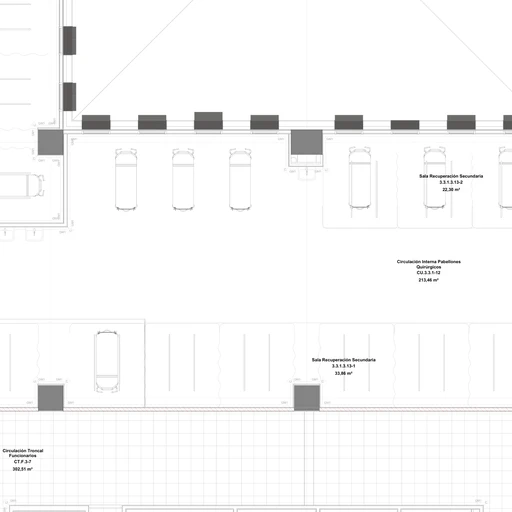 Sala Recuperación Secundaria
3.3.1.3.13-2
22,30 m²
Circulación Interna Pabellones
Quirúrgicos
CU.3.3.1-12
213,46 m²
Sala Recuperación Secundaria
3.3.1.3.13-1
33,86 m²
Circulación Troncal
Funcionarios
CT.F.3-7
302,51 m²